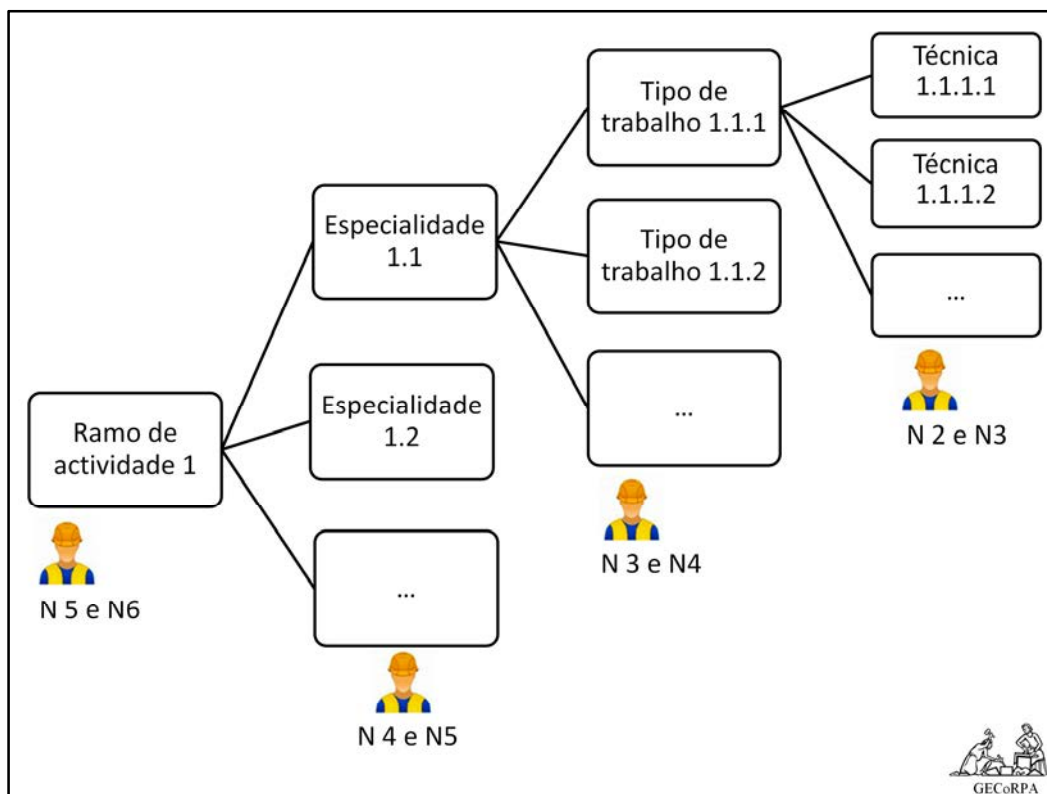 Ramo de
actividade 1
N 5 e N6
Especialidade
1.1
Especialidade
1.2
...
N 4 e N5
Tipo de
trabalho 1.1.1
Tipo de
trabalho 1.1.2
...
N 3 e N4
Técnica
1.1.1.1
Técnica
1.1.1.2
...
N 2 e N3
GECoRPA